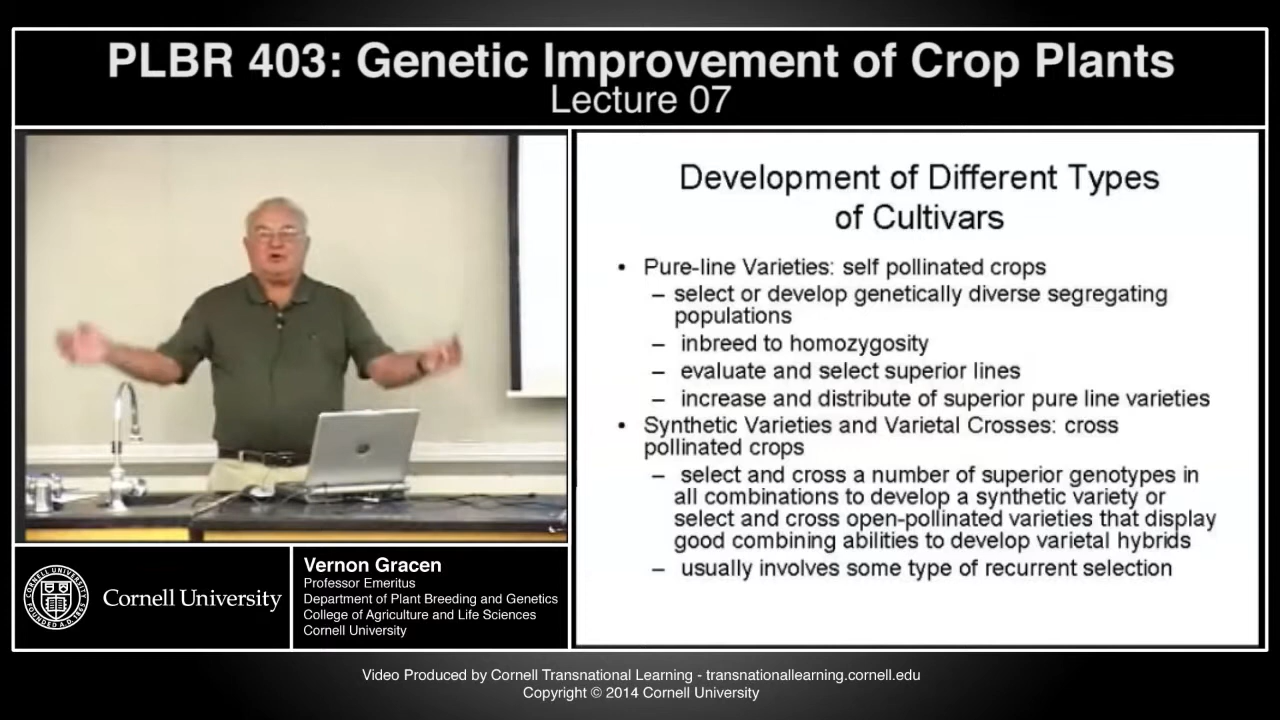 PLBR 403: Genetic Improvement of Crop Plants
Lecture 07
Development of Different Types
of Cultivars
• Pure-line Varieties: self pollinated crops
– select or develop genetically diverse segregating
populations
– inbreed to homozygosity
– evaluate and select superior lines
– increase and distribute of superior pure line varieties
• Synthetic Varieties and Varietal Crosses: cross
pollinated crops
– select and cross a number of superior genotypes in
all combinations to develop a synthetic variety or
select and cross open-pollinated varieties that display
good combining abilities to develop varietal hybrids
– usually involves some type of recurrent selection
Cornell University
Vernon Gracen
Professor Emeritus
Department of Plant Breeding and Genetics
College of Agriculture and Life Sciences
Cornell University
Video Produced by Cornell Transnational Learning - transnationallearning.cornell.edu
Copyright © 2014 Cornell University